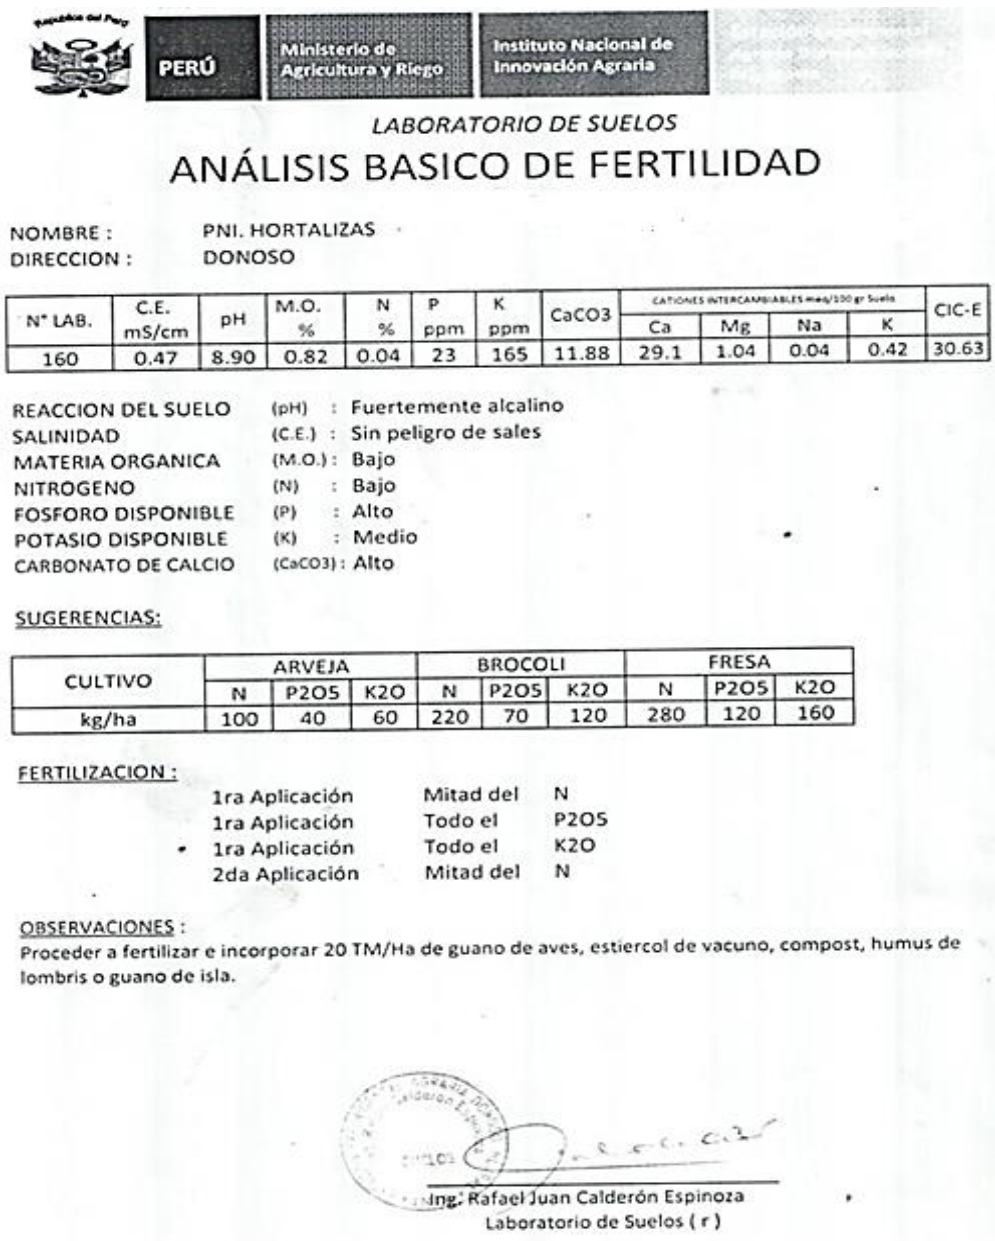 República del Perú
PERÚ
Ministerio de
Agricultura y Riego
Instituto Nacional de
Innovación Agraria
LABORATORIO DE SUELOS
ANÁLISIS BASICO DE FERTILIDAD
NOMBRE : PNI. HORTALIZAS
DIRECCION : DONOSO
N° LAB. C.E. mS/cm pH M.O. % N % P ppm K ppm CaCO3 CATIONES INTERCAMBIABLES meq/100 gr Suelo CIC-E
Ca Mg Na K
160 0.47 8.90 0.82 0.04 23 165 11.88 29.1 1.04 0.04 0.42 30.63
REACCION DEL SUELO (pH) : Fuertemente alcalino
SALINIDAD (C.E.) : Sin peligro de sales
MATERIA ORGANICA (M.O.) : Bajo
NITROGENO (N) : Bajo
FOSFORO DISPONIBLE (P) : Alto
POTASIO DISPONIBLE (K) : Medio
CARBONATO DE CALCIO (CaCO3) : Alto
SUGERENCIAS:
CULTIVO ARVEJA BROCOLI FRESA
N P2O5 K2O N P2O5 K2O N P2O5 K2O
kg/ha 100 40 60 220 70 120 280 120 160
FERTILIZACION :
1ra Aplicación Mitad del N
1ra Aplicación Todo el P2O5
1ra Aplicación Todo el K2O
2da Aplicación Mitad del N
OBSERVACIONES :
Proceder a fertilizar e incorporar 20 TM/Ha de guano de aves, estiercol de vacuno, compost, humus de
lombris o guano de isla.
Ing. Rafael Juan Calderón Espinoza
Laboratorio de Suelos ( r )